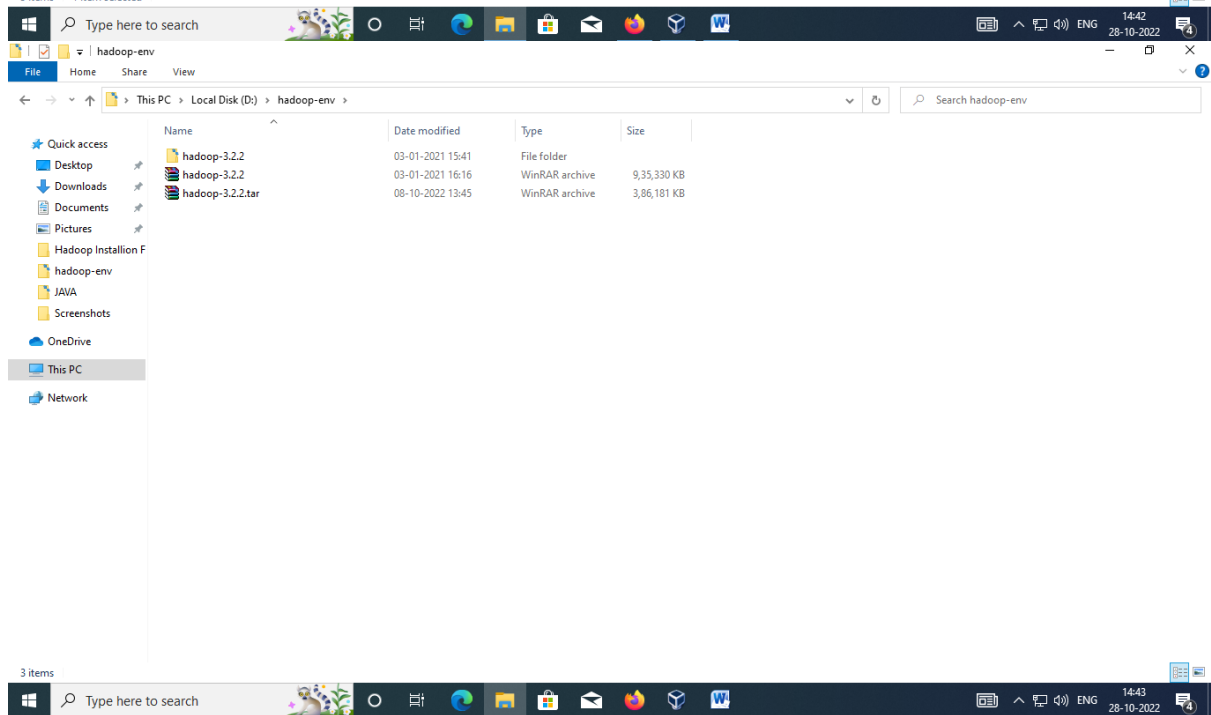 Type here to search
ENG
14:42
28-10-2022
4
hadoop-env
File Home Share View
This PC > Local Disk (D:) > hadoop-env >
Search hadoop-env
Name Date modified Type Size
Quick access
Desktop
Downloads
Documents
Pictures
Hadoop Installion F
hadoop-env
JAVA
Screenshots
OneDrive
This PC
Network
hadoop-3.2.2 03-01-2021 15:41 File folder
hadoop-3.2.2 03-01-2021 16:16 WinRAR archive 9,35,330 KB
hadoop-3.2.2.tar 08-10-2022 13:45 WinRAR archive 3,86,181 KB
3 items
Type here to search
ENG
14:43
28-10-2022
4